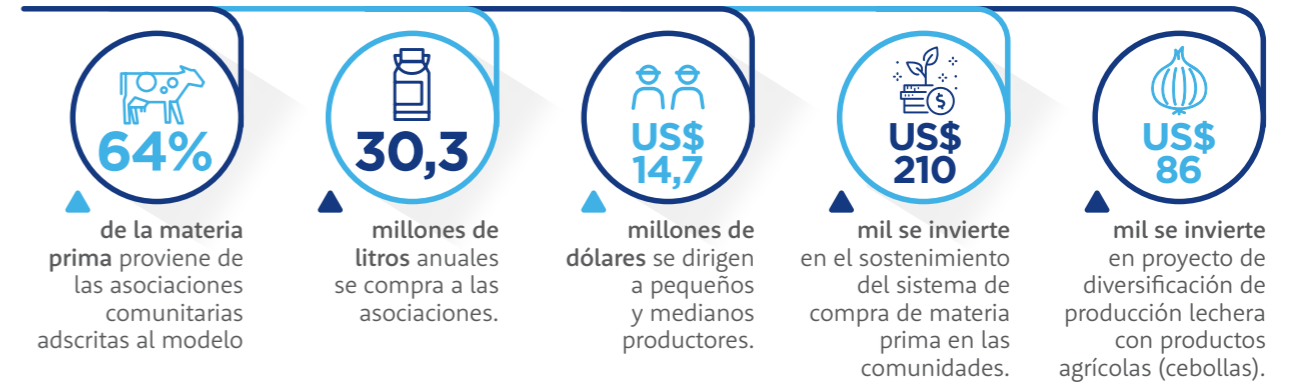 64%
de la materia
prima proviene de
las asociaciones
comunitarias
adscritas al modelo
30,3
millones de
litros anuales
se compra a las
asociaciones.
US$
14,7
millones de
dólares se dirigen
a pequeños
y medianos
productores.
US$
210
mil se invierte
en el sostenimiento
del sistema de
compra de materia
prima en las
comunidades.
US$
86
mil se invierte
en proyecto de
diversificación de
producción lechera
con productos
agrícolas (cebollas).